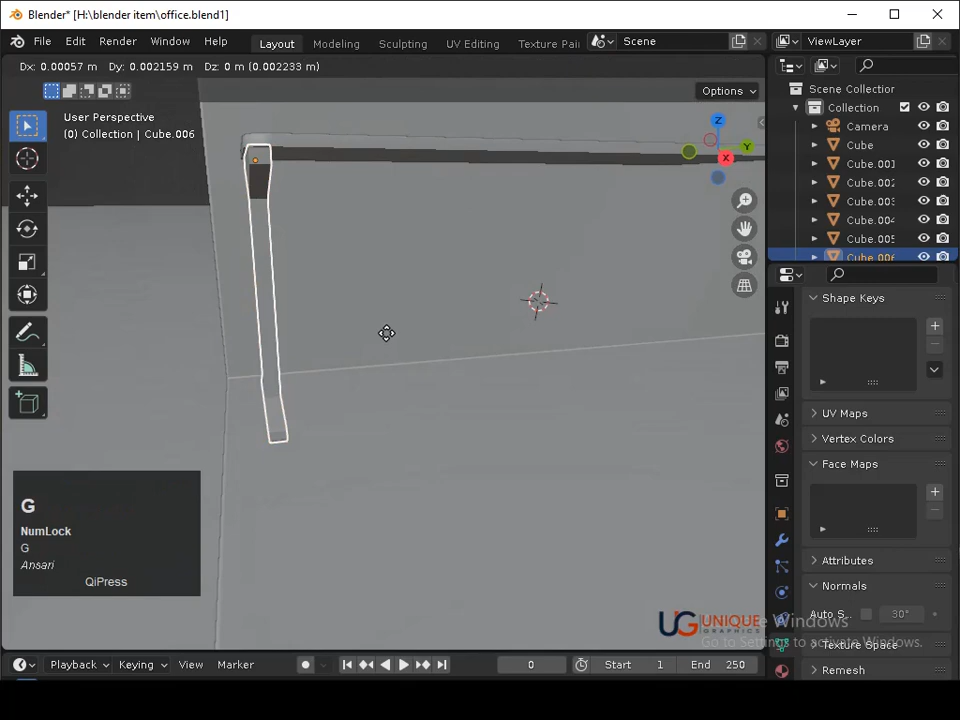 Blender* [H:\blender item\office.blend1]
File Edit Render Window Help Layout Modeling Sculpting UV Editing Texture Pai Scene ViewLayer
Dx: 0.00057 m Dy: 0.002159 m Dz: 0 m (0.002233 m)
Options
User Perspective
(0) Collection | Cube.006
Z
Y
X
Scene Collection
Collection
Camera
Cube
Cube.001
Cube.002
Cube.003
Cube.004
Cube.005
Cube.006
Shape Keys
UV Maps
Vertex Colors
Face Maps
Attributes
Normals
Auto S... 30°
Texture Space
Remesh
G
NumLock
G
Ansari
QiPress
UG UNIQUE
GRAPHICS
Activate Windows
Go to Settings to activate Windows.
Playback Keying View Marker 0 Start 1 End 250